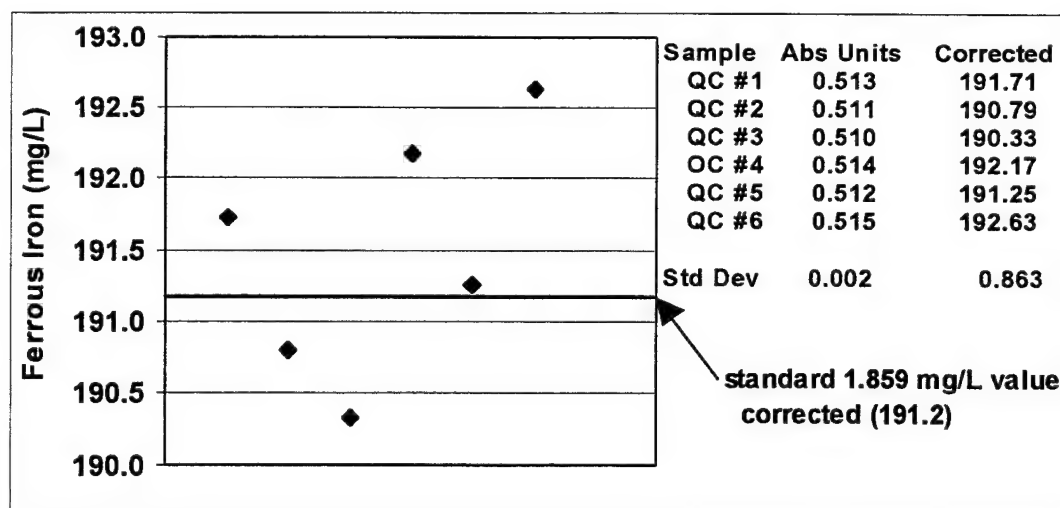 Ferrous Iron (mg/L)
193.0
192.5
192.0
191.5
191.0
190.5
190.0
Sample Abs Units Corrected
QC #1 0.513 191.71
QC #2 0.511 190.79
QC #3 0.510 190.33
OC #4 0.514 192.17
QC #5 0.512 191.25
QC #6 0.515 192.63
Std Dev 0.002 0.863
standard 1.859 mg/L value
corrected (191.2)